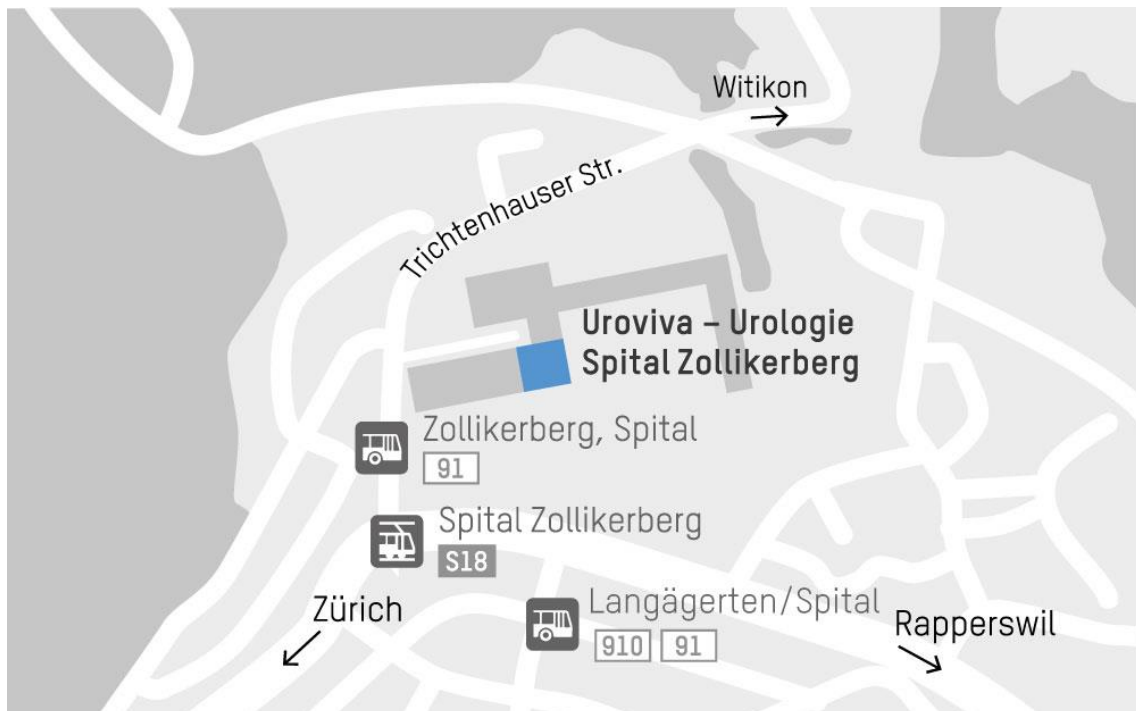 Witikon
Trichtenhauser Str.
Uroviva – Urologie
Spital Zollikerberg
Zollikerberg, Spital
91
Spital Zollikerberg
S18
Zürich
Langägerten/Spital
910 91
Rapperswil